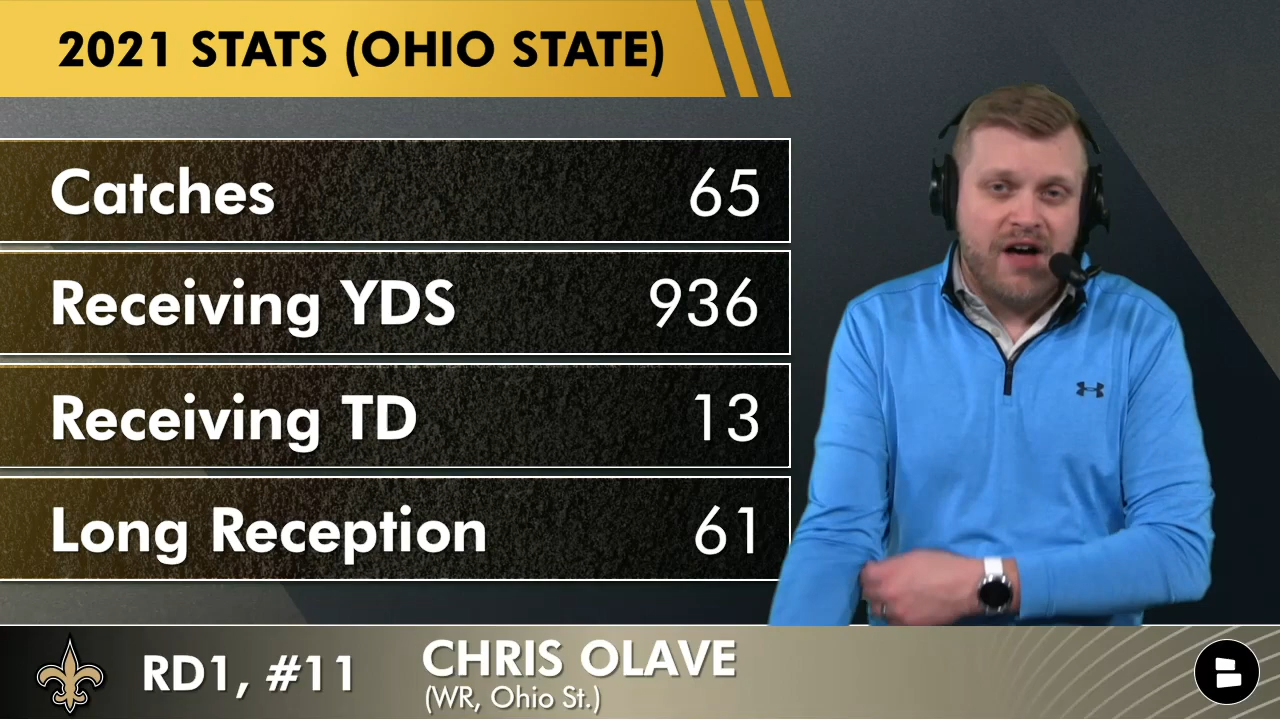 2021 STATS (OHIO STATE)
Catches 65
Receiving YDS 936
Receiving TD 13
Long Reception 61
RD1, #11 CHRIS OLAVE
(WR, Ohio St.)